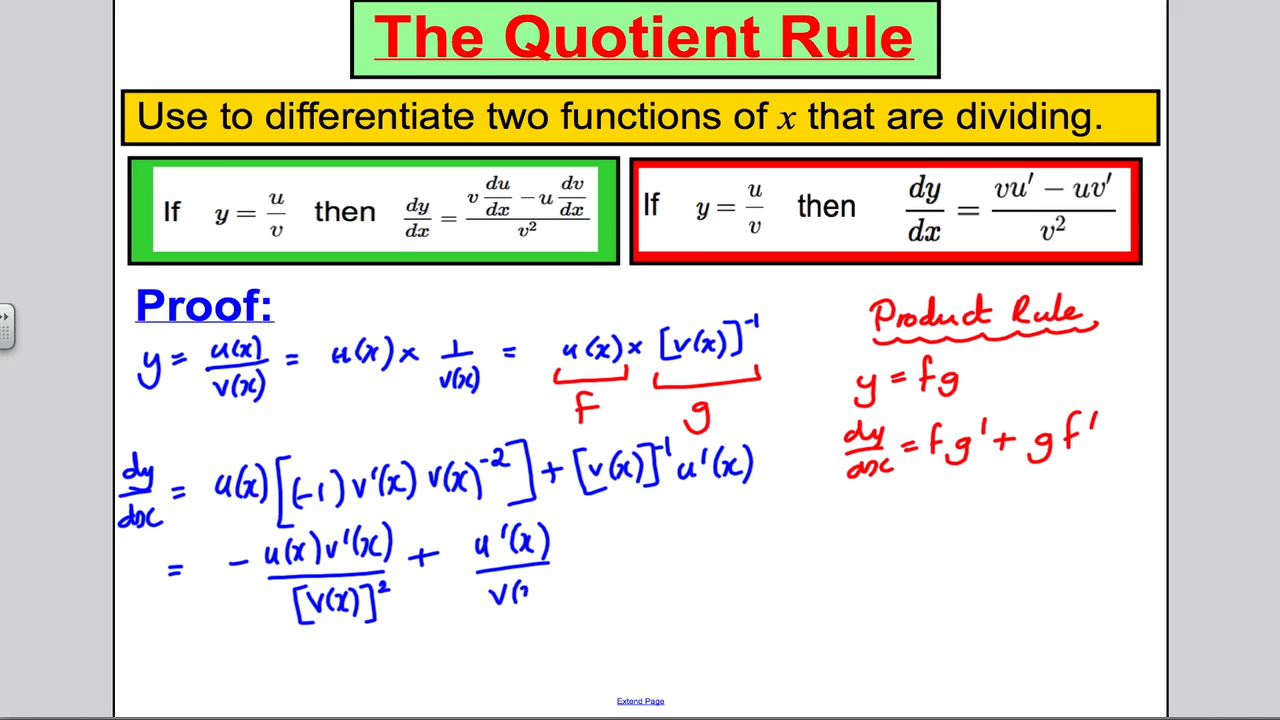 The Quotient Rule
Use to differentiate two functions of x that are dividing.
If y = u/v then dy/dx = (v du/dx − u dv/dx)/v²
If y = u/v then dy/dx = (vu′ − uv′)/v²
Proof:
y = u(x)/v(x) = u(x) × 1/v(x) = u(x) × [v(x)]⁻¹
f g
Product Rule
y = fg
dy/dx = fg′ + gf′
dy/dx = u(x)[(-1) v′(x) v(x)⁻²] + [v(x)]⁻¹ u′(x)
= − u(x)v′(x)/[v(x)]² + u′(x)/v(
Extend Page